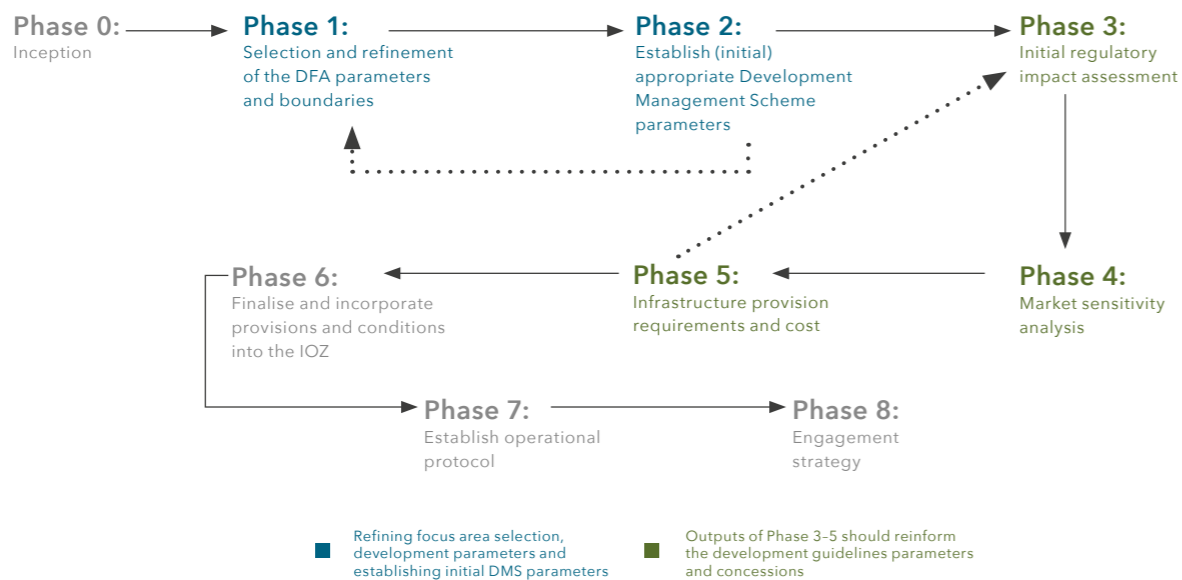 Phase 0:
Inception
Phase 1:
Selection and refinement
of the DFA parameters
and boundaries
Phase 2:
Establish (initial)
appropriate Development
Management Scheme
parameters
Phase 3:
Initial regulatory
impact assessment
Phase 4:
Market sensitivity
analysis
Phase 5:
Infrastructure provision
requirements and cost
Phase 6:
Finalise and incorporate
provisions and conditions
into the IOZ
Phase 7:
Establish operational
protocol
Phase 8:
Engagement
strategy
Refining focus area selection,
development parameters and
establishing initial DMS parameters
Outputs of Phase 3–5 should reinform
the development guidelines parameters
and concessions